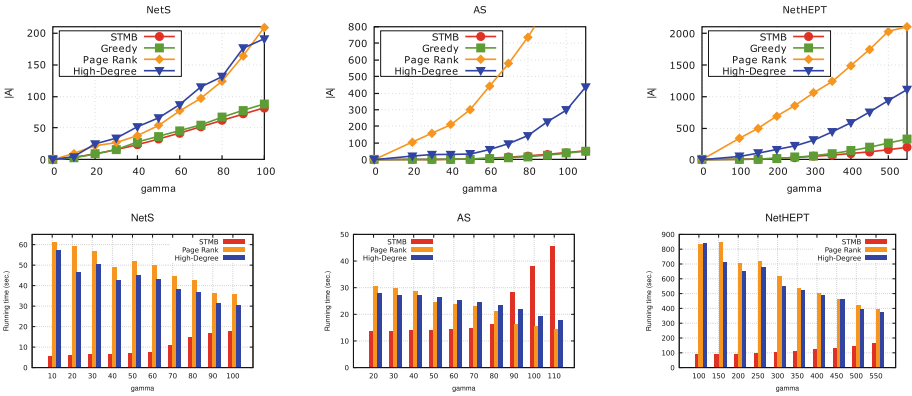 NetS
|A|
200
150
100
50
0
STMB
Greedy
Page Rank
High-Degree
0 20 40 60 80 100
gamma
AS
|A|
800
700
600
500
400
300
200
100
0
STMB
Greedy
Page Rank
High-Degree
0 20 40 60 80 100
gamma
NetHEPT
|A|
2000
1500
1000
500
0
STMB
Greedy
Page Rank
High-Degree
0 100 200 300 400 500
gamma
NetS
Running time (sec.)
60
50
40
30
20
10
0
STMB
Page Rank
High-Degree
10 20 30 40 50 60 70 80 90 100
gamma
AS
Running time (sec.)
50
40
30
20
10
0
STMB
Page Rank
High-Degree
20 30 40 50 60 70 80 90 100 110
gamma
NetHEPT
Running time (sec.)
900
800
700
600
500
400
300
200
100
0
STMB
Page Rank
High-Degree
100 150 200 250 300 350 400 450 500 550
gamma